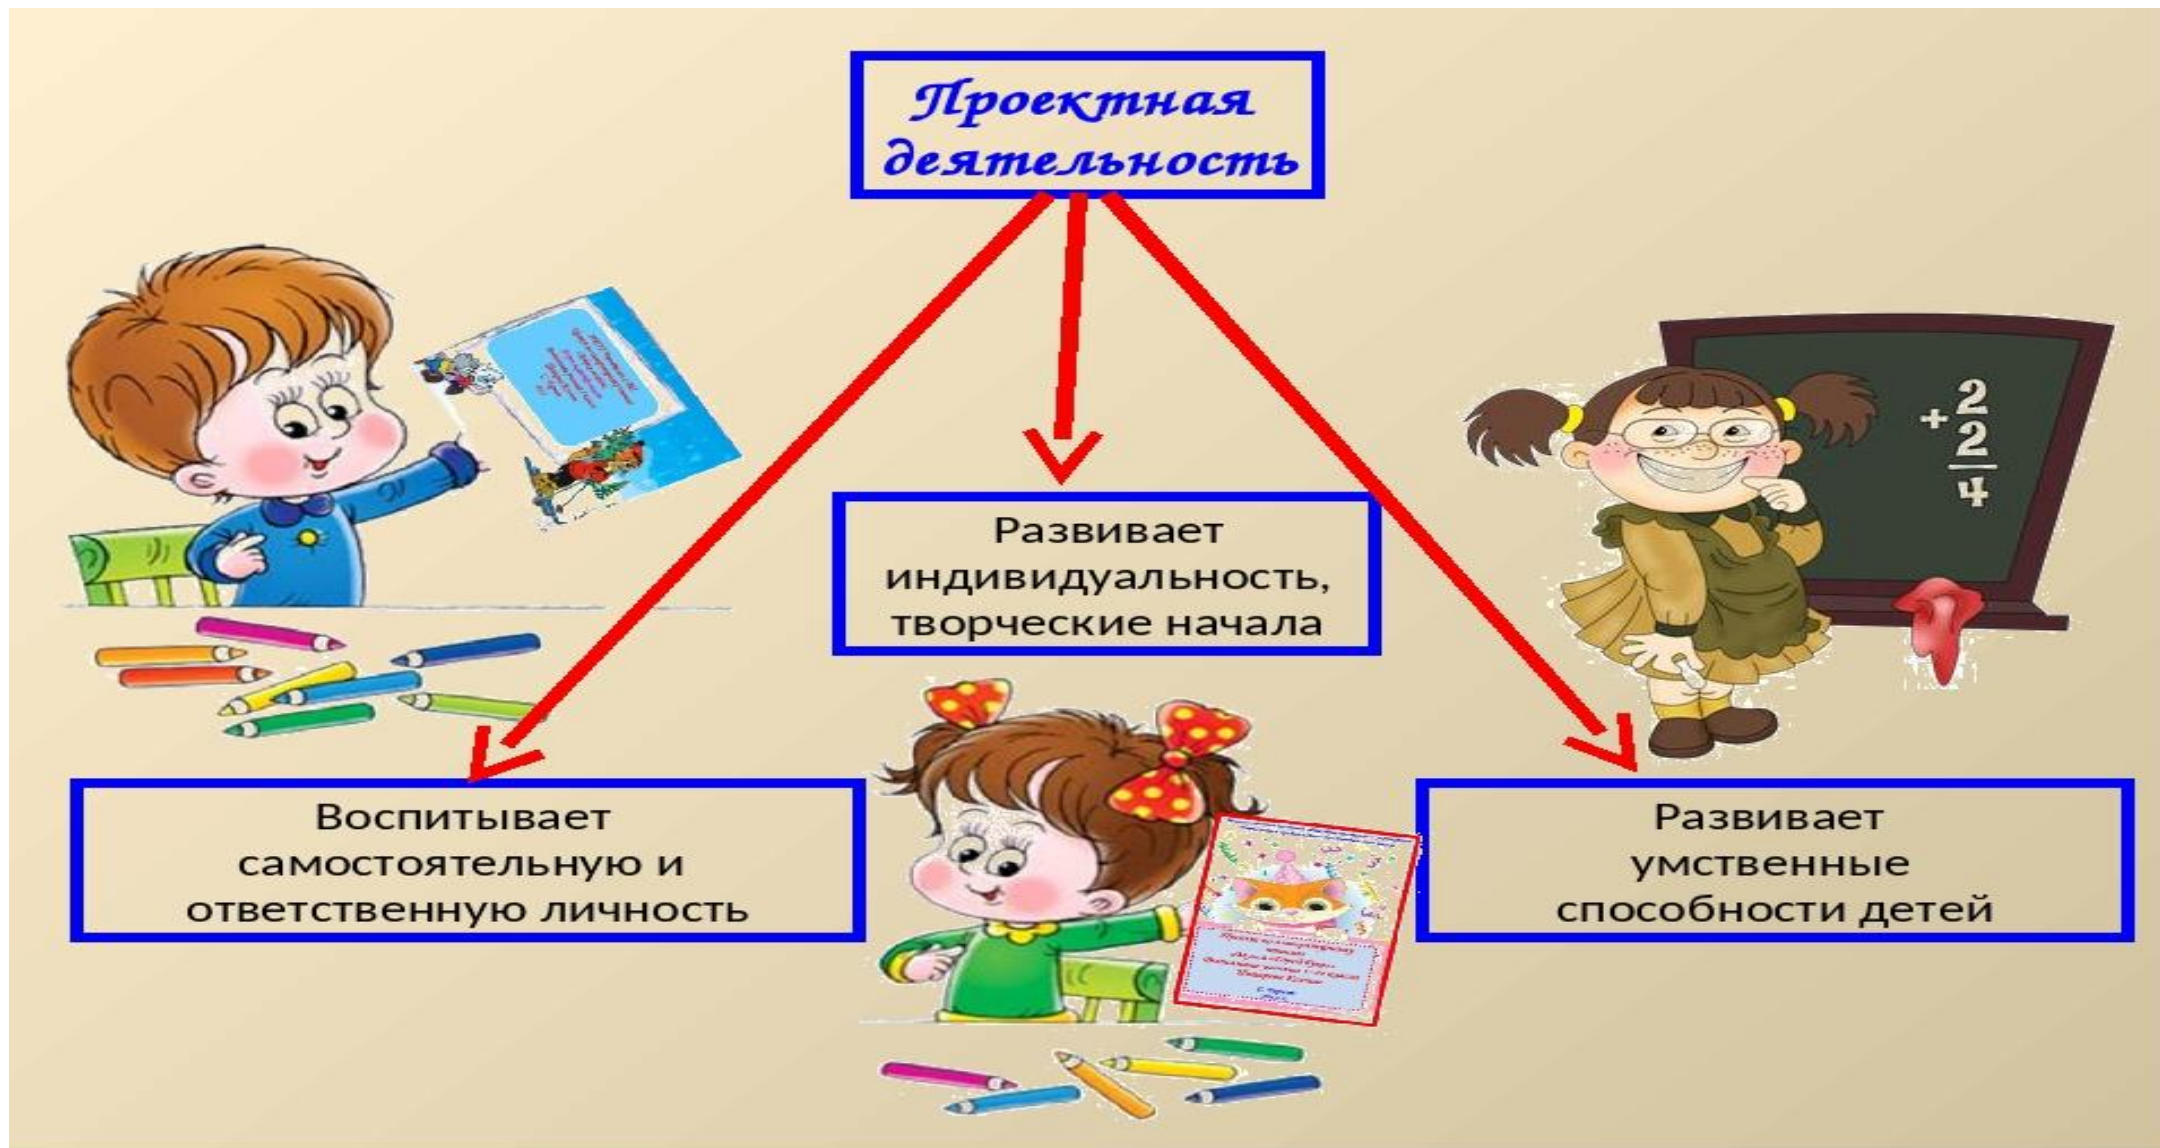 Проектная
деятельность
2
+
2
4
Развивает
индивидуальность,
творческие начала
Воспитывает
самостоятельную и
ответственную личность
Развивает
умственные
способности детей